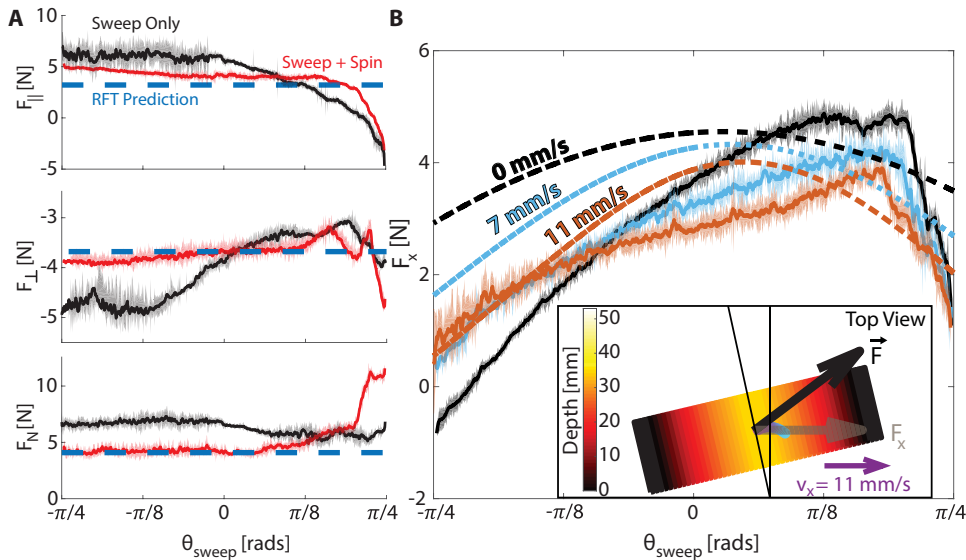 A
Sweep Only
Sweep + Spin
RFT Prediction
F|| [N]
10
5
0
-5
F⊥ [N]
-3
-4
-5
F_N [N]
10
5
0
-π/4
-π/8
0
π/8
π/4
θ_sweep [rads]
B
6
4
2
0
-2
F_x [N]
0 mm/s
7 mm/s
11 mm/s
-π/4
-π/8
0
π/8
π/4
θ_sweep [rads]
Depth [mm]
50
40
30
20
10
0
Top View
F⃗
F_x
v_x = 11 mm/s